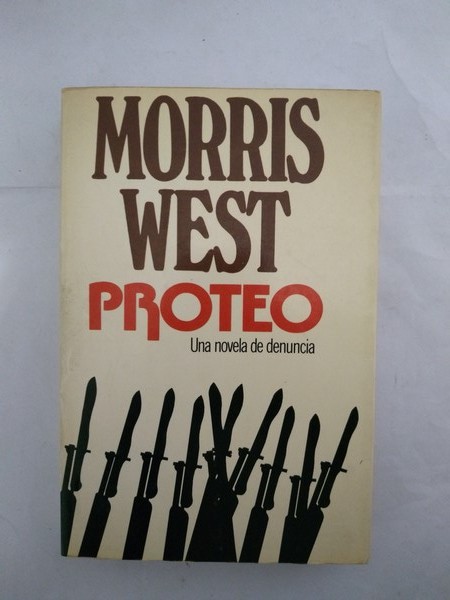 MORRIS
WEST
PROTEO
Una novela de denuncia